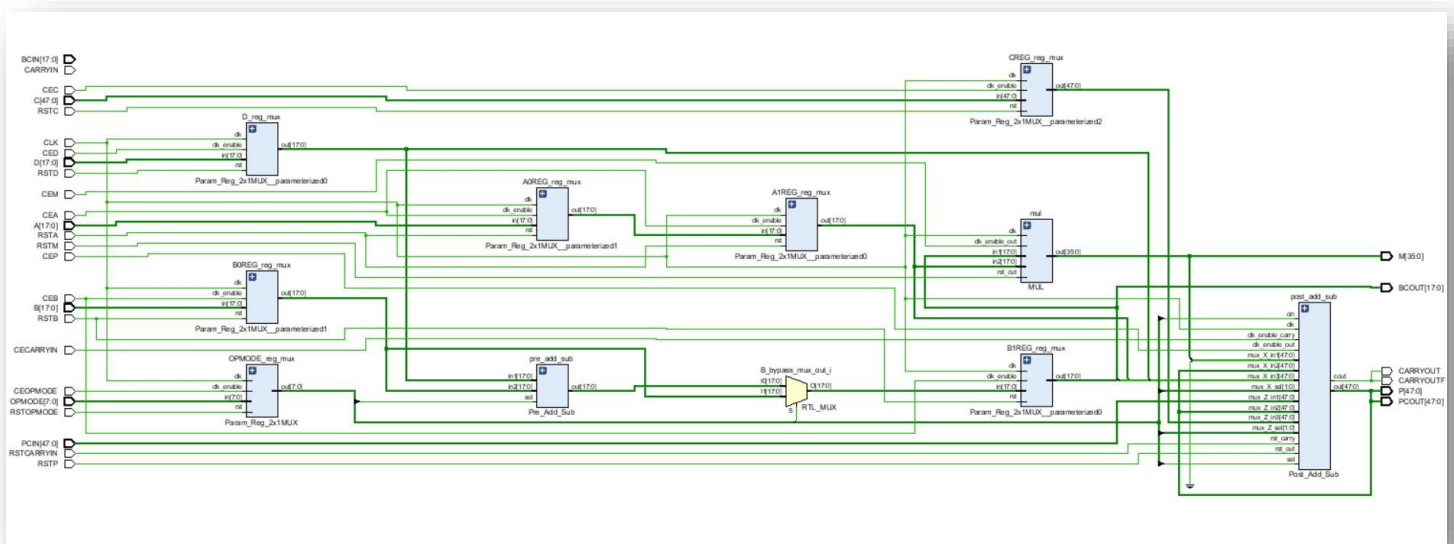 BCIN[17:0]
CARRYIN
CEC
C[47:0]
RSTC
CLK
CED
D[17:0]
RSTD
CEM
CEA
A[17:0]
RSTA
RSTM
CEP
CEB
B[17:0]
RSTB
CECARRYIN
CEOPMODE
OPMODE[7:0]
RSTOPMODE
PCIN[47:0]
RSTCARRYIN
RSTP
D_reg_mux
clk
clk_enable
in[17:0]
rst
out[17:0]
Param_Reg_2x1MUX__parameterized0
B0REG_reg_mux
clk
clk_enable
in[17:0]
rst
out[17:0]
Param_Reg_2x1MUX__parameterized1
OPMODE_reg_mux
clk
clk_enable
in[7:0]
rst
out[7:0]
Param_Reg_2x1MUX
A0REG_reg_mux
clk
clk_enable
in[17:0]
rst
out[17:0]
Param_Reg_2x1MUX__parameterized1
pre_add_sub
in1[17:0]
in2[17:0]
sel
out[17:0]
Pre_Add_Sub
A1REG_reg_mux
clk
clk_enable
in[17:0]
rst
out[17:0]
Param_Reg_2x1MUX__parameterized0
B_bypass_mux_out_i
I0[17:0]
I1[17:0]
S
O[17:0]
RTL_MUX
CREG_reg_mux
clk
clk_enable
in[47:0]
rst
out[47:0]
Param_Reg_2x1MUX__parameterized2
mul
clk
clk_enable_out
in1[17:0]
in2[17:0]
rst_out
out[35:0]
MUL
B1REG_reg_mux
clk
clk_enable
in[17:0]
rst
out[17:0]
Param_Reg_2x1MUX__parameterized0
post_add_sub
cin
clk
clk_enable_carry
clk_enable_out
mux_X_in1[47:0]
mux_X_in2[47:0]
mux_X_in3[47:0]
mux_X_sel[1:0]
mux_Z_in1[47:0]
mux_Z_in2[47:0]
mux_Z_in3[47:0]
mux_Z_sel[1:0]
rst_carry
rst_out
sel
cout
out[47:0]
Post_Add_Sub
M[35:0]
BCOUT[17:0]
CARRYOUT
CARRYOUTF
P[47:0]
PCOUT[47:0]